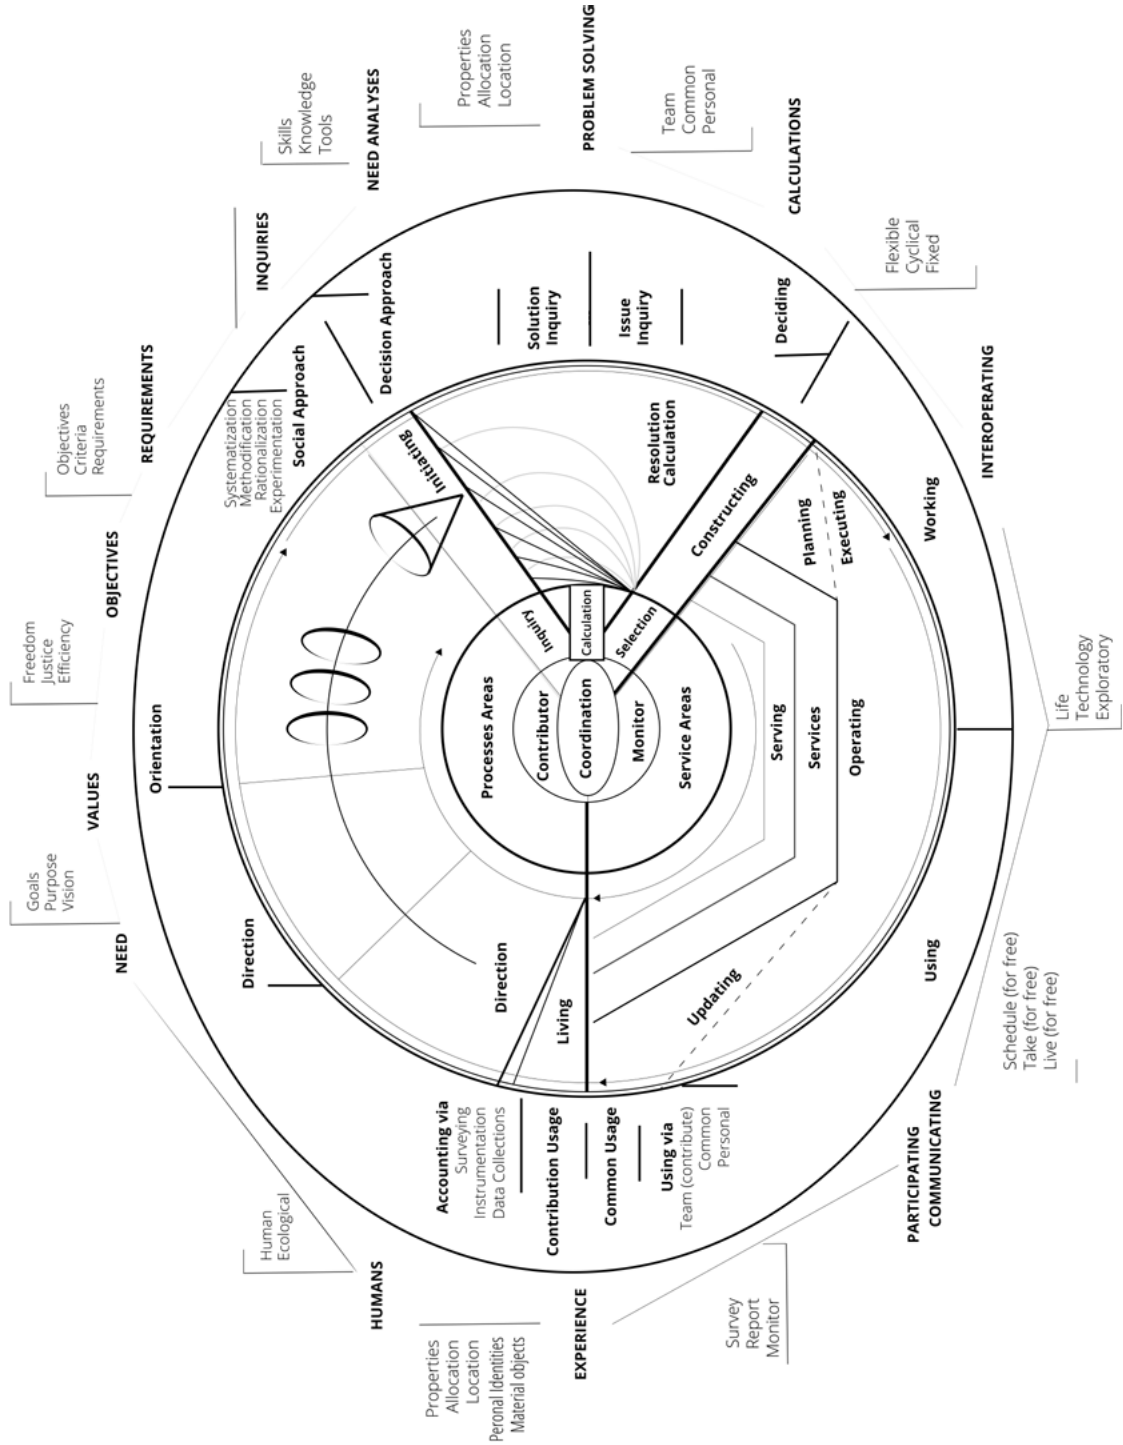 HUMANS
Human
Ecological
NEED
Goals
Purpose
Vision
VALUES
Freedom
Justice
Efficiency
OBJECTIVES
Objectives
Criteria
Requirements
REQUIREMENTS
INQUIRIES
Skills
Knowledge
Tools
NEED ANALYSES
Properties
Allocation
Location
PROBLEM SOLVING
Team
Common
Personal
CALCULATIONS
Flexible
Cyclical
Fixed
INTEROPERATING
Life
Technology
Exploratory
Schedule (for free)
Take (for free)
Live (for free)
PARTICIPATING
COMMUNICATING
Survey
Report
Monitor
EXPERIENCE
Properties
Allocation
Location
Peronal Identities
Material objects
Direction
Orientation
Social Approach
Systematization
Methodification
Rationalization
Experimentation
Decision Approach
Solution
Inquiry
Issue
Inquiry
Deciding
Working
Using
Using via
Team (contribute)
Common
Personal
Common Usage
Contribution Usage
Accounting via
Surveying
Instrumentation
Data Collections
Direction
Living
Initiating
Resolution
Calculation
Constructing
Planning
Executing
Updating
Operating
Services
Serving
Processes Areas
Service Areas
Inquiry
Calculation
Selection
Contributor
Coordination
Monitor